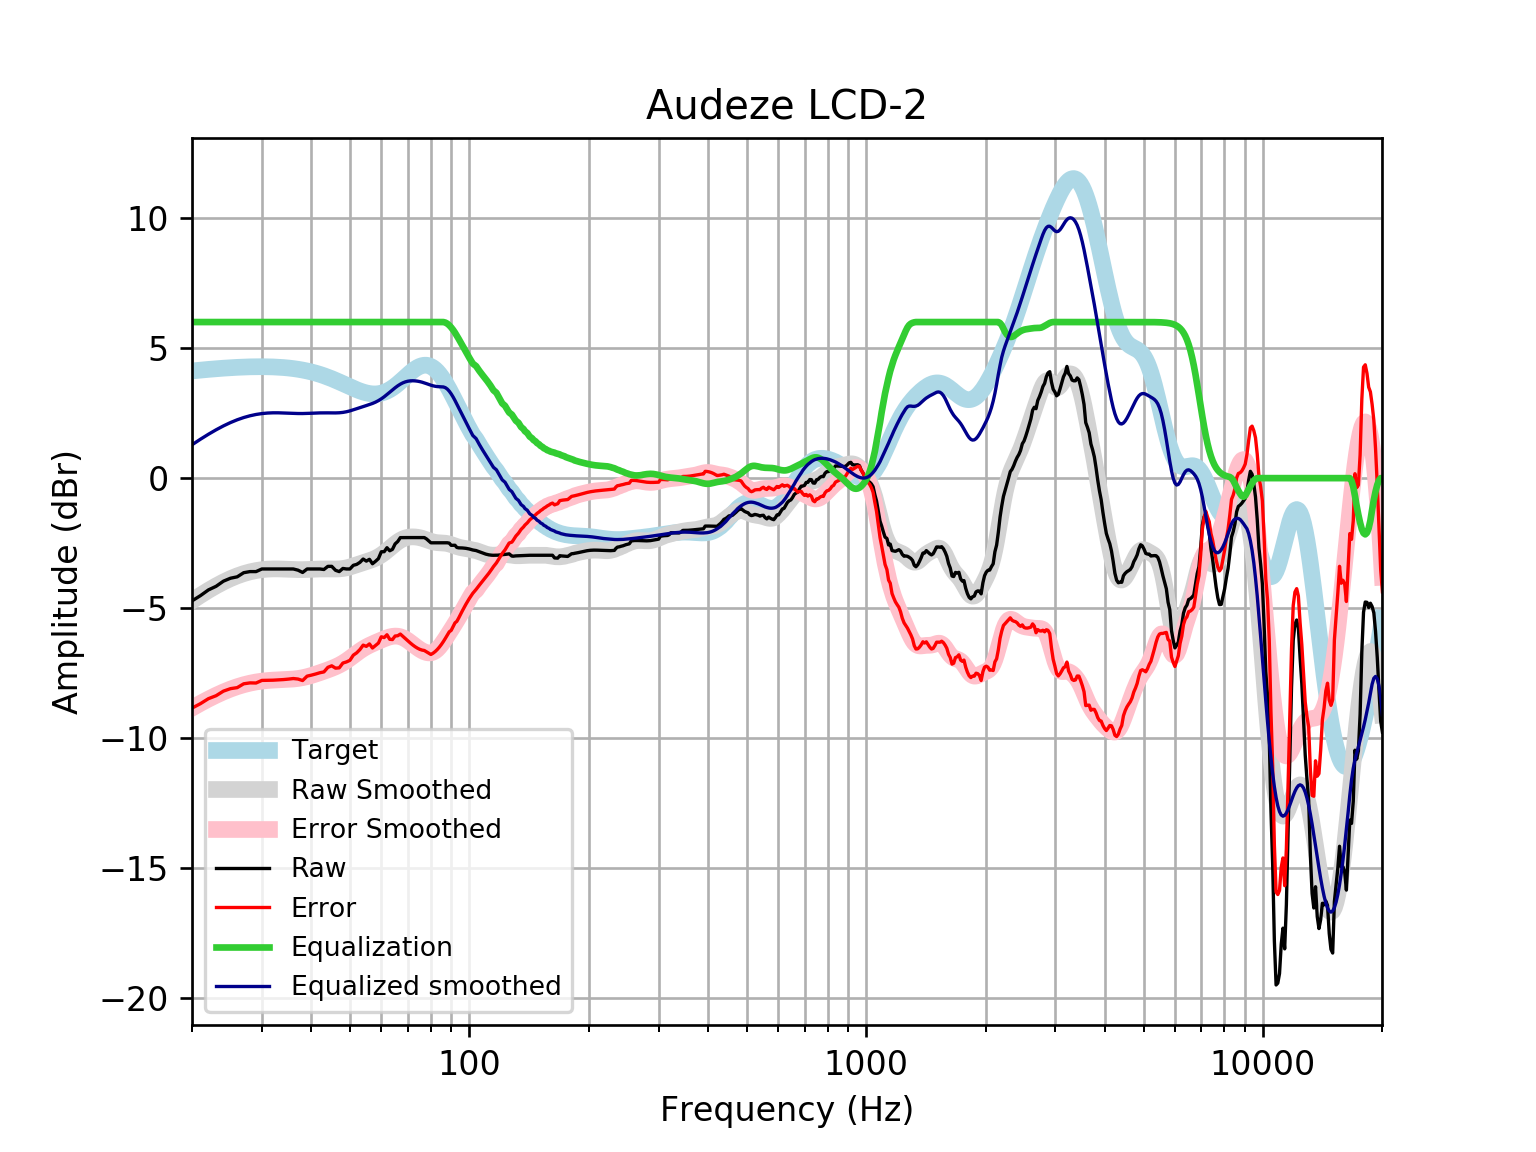 Audeze LCD-2
Amplitude (dBr)
10
5
0
−5
−10
−15
−20
Target
Raw Smoothed
Error Smoothed
Raw
Error
Equalization
Equalized smoothed
100 1000 10000
Frequency (Hz)